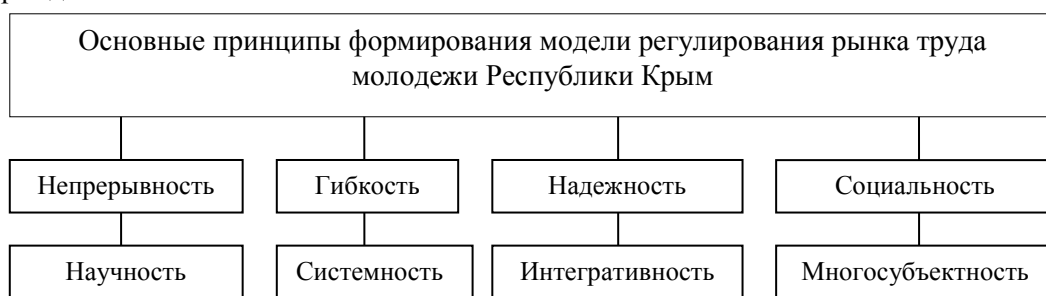 Основные принципы формирования модели регулирования рынка труда
молодежи Республики Крым
Непрерывность
Гибкость
Надежность
Социальность
Научность
Системность
Интегративность
Многосубъектность